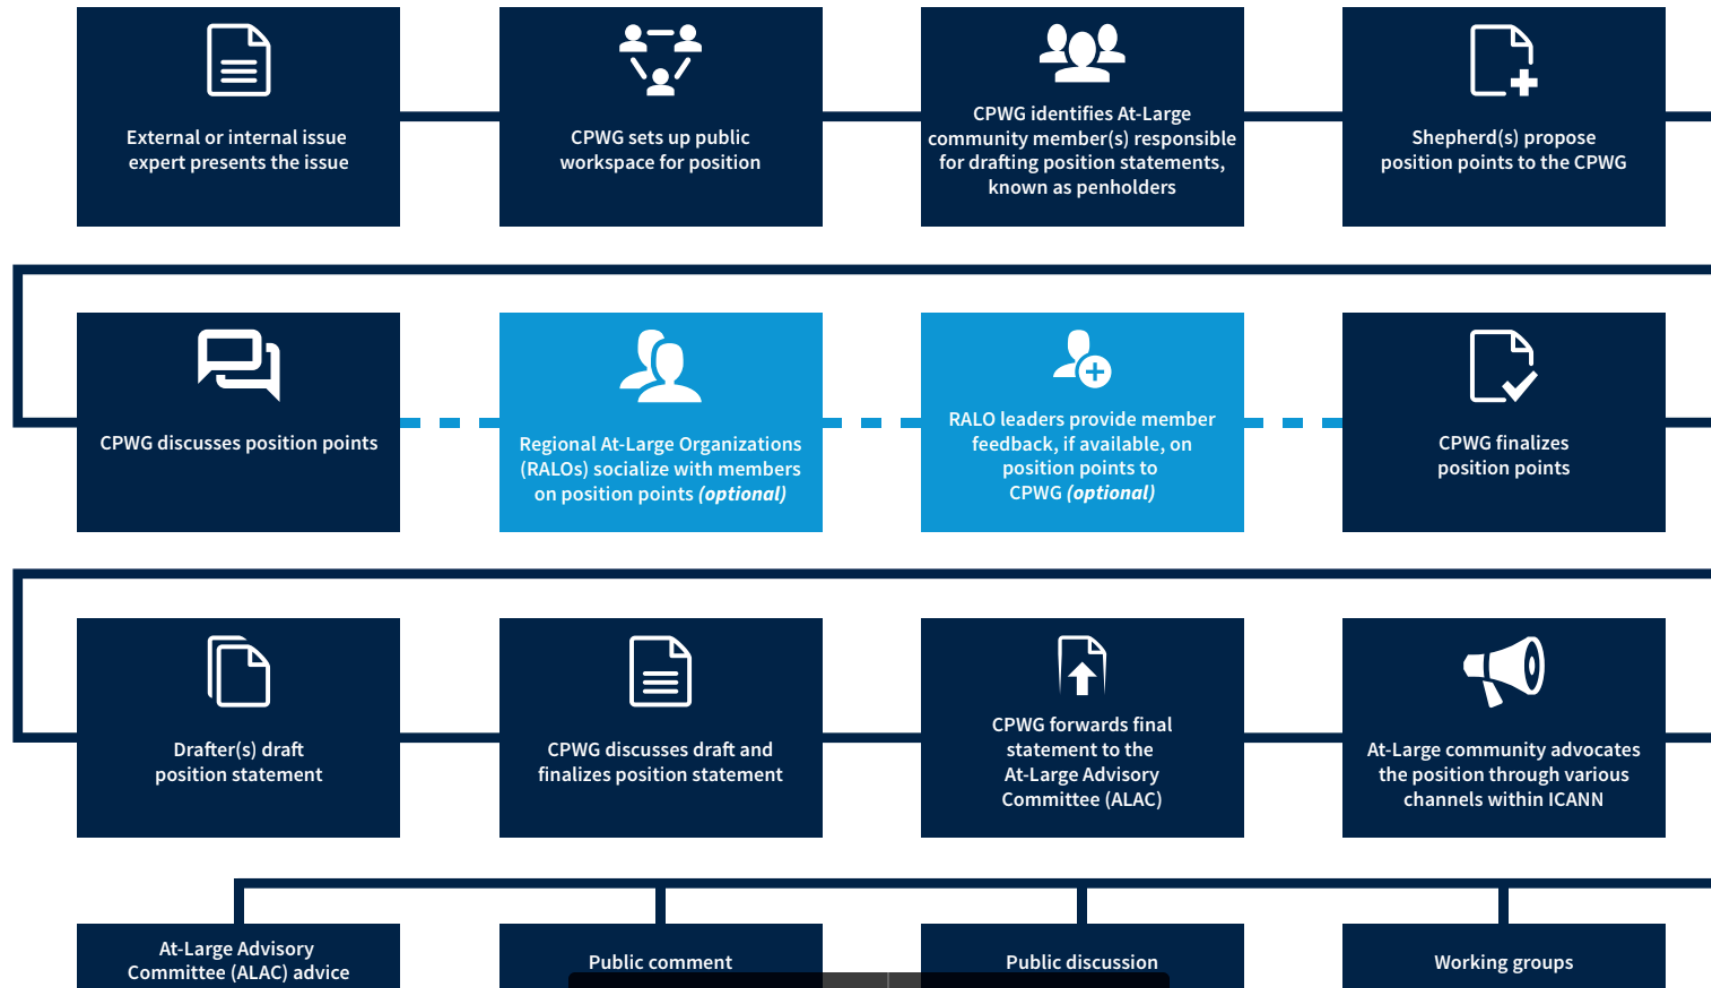 External or internal issue
expert presents the issue
CPWG sets up public
workspace for position
CPWG identifies At-Large
community member(s) responsible
for drafting position statements,
known as penholders
Shepherd(s) propose
position points to the CPWG
CPWG discusses position points
Regional At-Large Organizations
(RALOs) socialize with members
on position points (optional)
RALO leaders provide member
feedback, if available, on
position points to
CPWG (optional)
CPWG finalizes
position points
Drafter(s) draft
position statement
CPWG discusses draft and
finalizes position statement
CPWG forwards final
statement to the
At-Large Advisory
Committee (ALAC)
At-Large community advocates
the position through various
channels within ICANN
At-Large Advisory
Committee (ALAC) advice
Public comment
Public discussion
Working groups